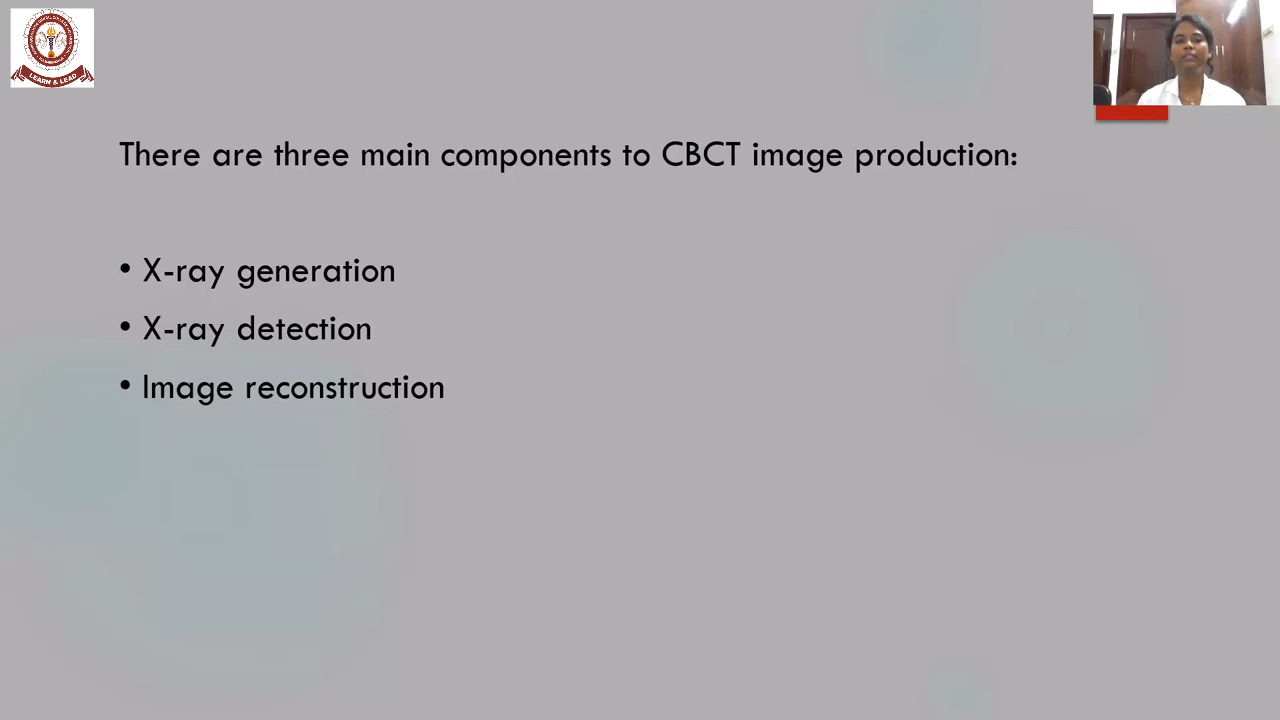 LEARN & LEAD
There are three main components to CBCT image production:
• X-ray generation
• X-ray detection
• Image reconstruction